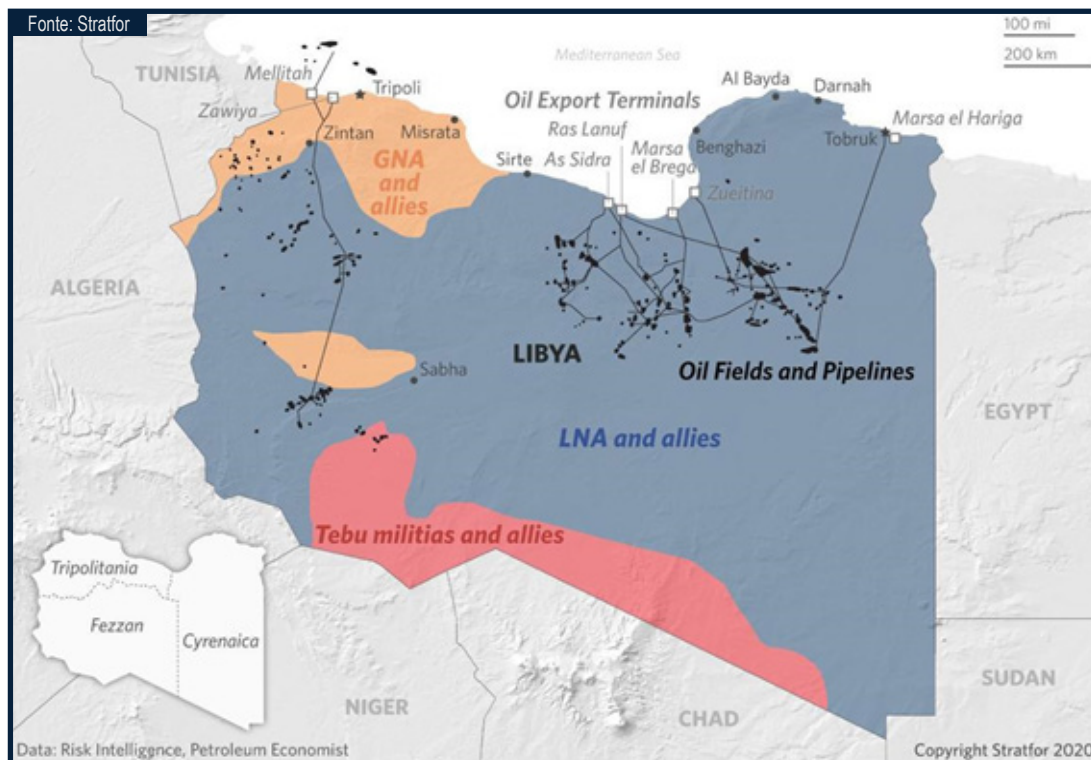 Fonte: Stratfor
100 mi
200 km
Mediterranean Sea
TUNISIA
Mellitah
Tripoli
Zawiya
Zintan
Misrata
GNA
and
allies
Sirte
Oil Export Terminals
Ras Lanuf
As Sidra
Marsa
el Brega
Al Bayda
Darnah
Benghazi
Zueitina
Tobruk
Marsa el Hariga
ALGERIA
LIBYA
Sabha
Oil Fields and Pipelines
EGYPT
LNA and allies
Tebu militias and allies
Tripolitania
Fezzan
Cyrenaica
NIGER
CHAD
SUDAN
Data: Risk Intelligence, Petroleum Economist
Copyright Stratfor 2020